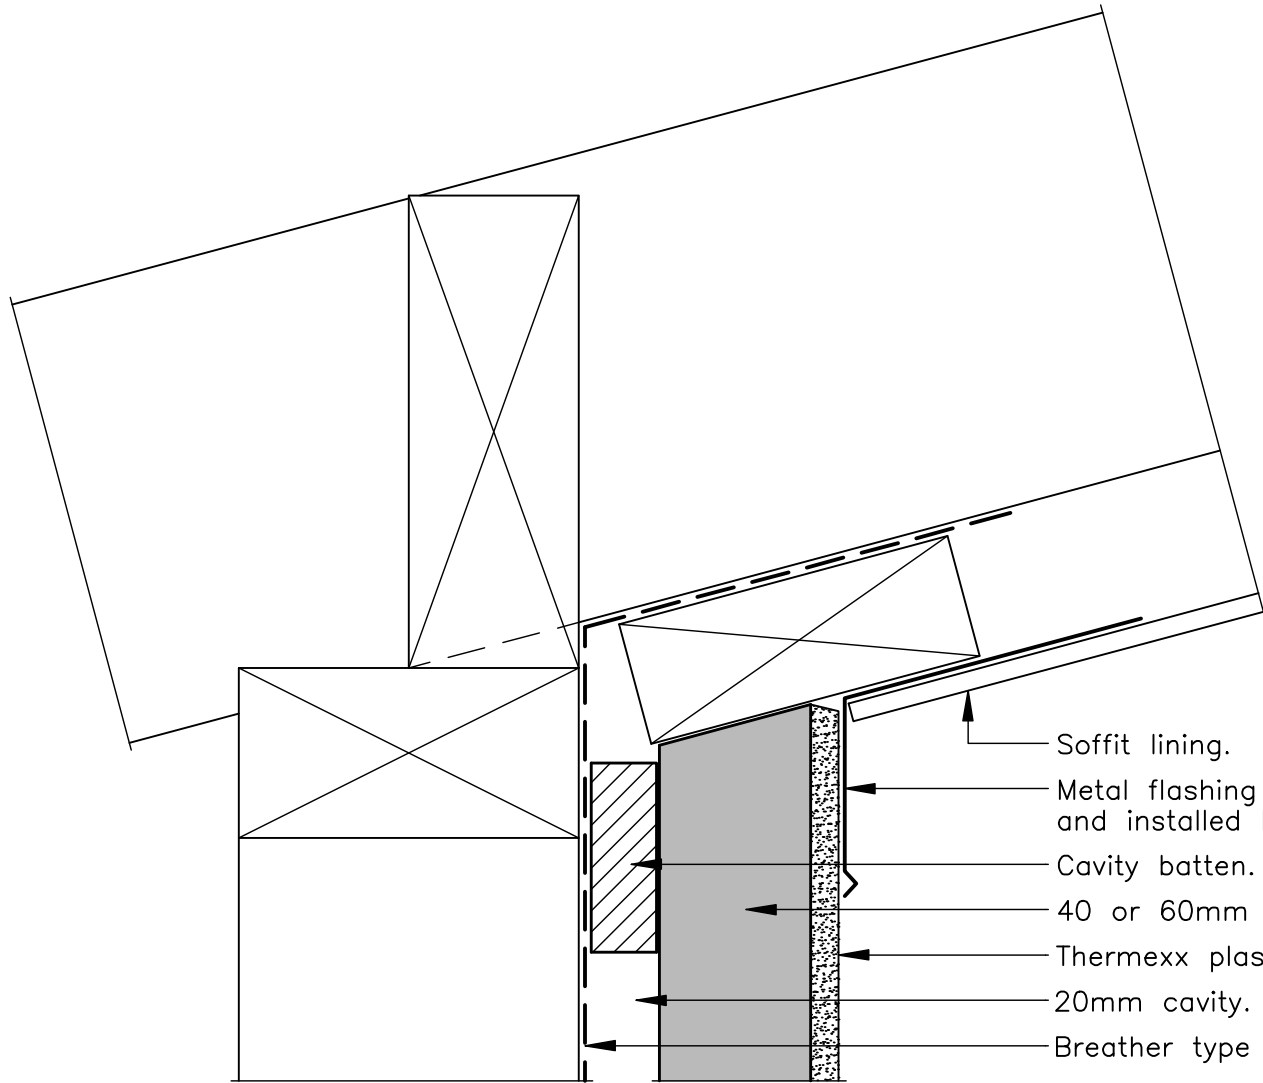 Soffit lining.
Metal flashing
and installed
Cavity batten.
40 or 60mm
Thermexx plas
20mm cavity.
Breather type